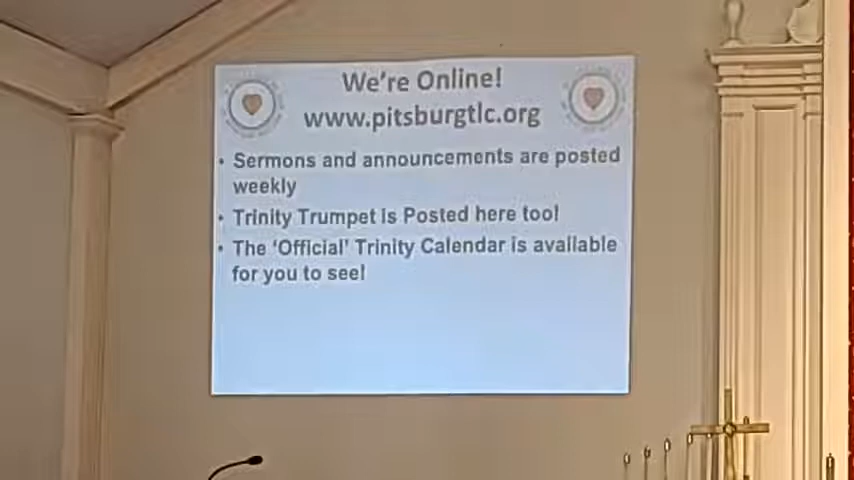 We're Online!
www.pitsburgtlc.org
• Sermons and announcements are posted
weekly
• Trinity Trumpet is Posted here too!
• The 'Official' Trinity Calendar is available
for you to see!